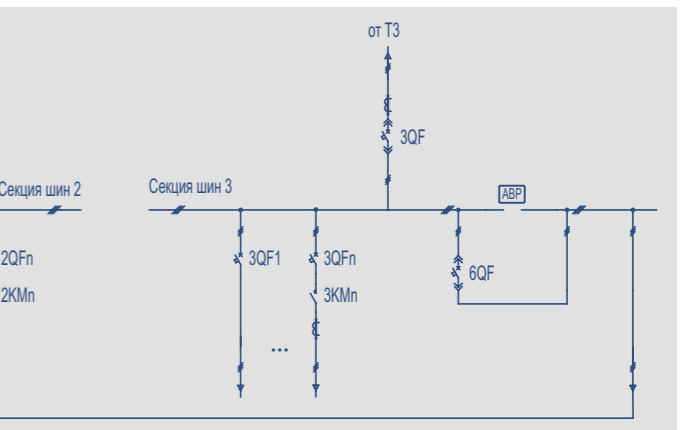 от Т3
3QF
Секция шин 2
Секция шин 3
АВР
2QFn
3QF1
3QFn
6QF
2KMn
3KMn
...